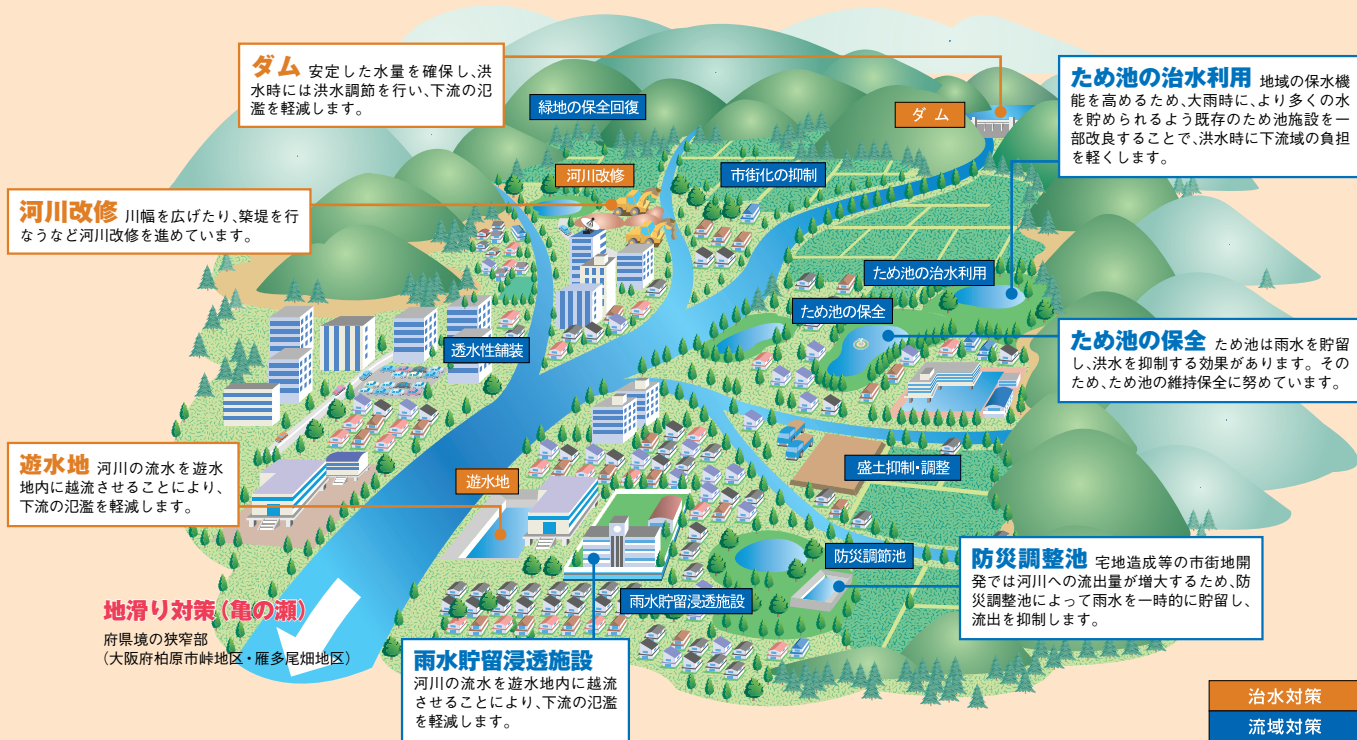 ダム 安定した水量を確保し、洪
水時には洪水調節を行い、下流の氾
濫を軽減します。
緑地の保全回復
ダム
ため池の治水利用 地域の保水機
能を高めるため、大雨時に、より多くの水
を貯められるよう既存のため池施設を一
部改良することで、洪水時に下流域の負担
を軽くします。
河川改修
市街化の抑制
河川改修 川幅を広げたり、築堤を行
なうなど河川改修を進めています。
ため池の治水利用
ため池の保全
透水性舗装
ため池の保全 ため池は雨水を貯留
し、洪水を抑制する効果があります。その
ため、ため池の維持保全に努めています。
遊水地 河川の流水を遊水
地内に越流させることにより、
下流の氾濫を軽減します。
遊水地
盛土抑制・調整
防災調節池
防災調整池 宅地造成等の市街地開
発では河川への流出量が増大するため、防
災調整池によって雨水を一時的に貯留し、
流出を抑制します。
雨水貯留浸透施設
地滑り対策(亀の瀬)
府県境の狭窄部
(大阪府柏原市峠地区・雁多尾畑地区)
雨水貯留浸透施設
河川の流水を遊水地内に越流
させることにより、下流の氾濫
を軽減します。
治水対策
流域対策